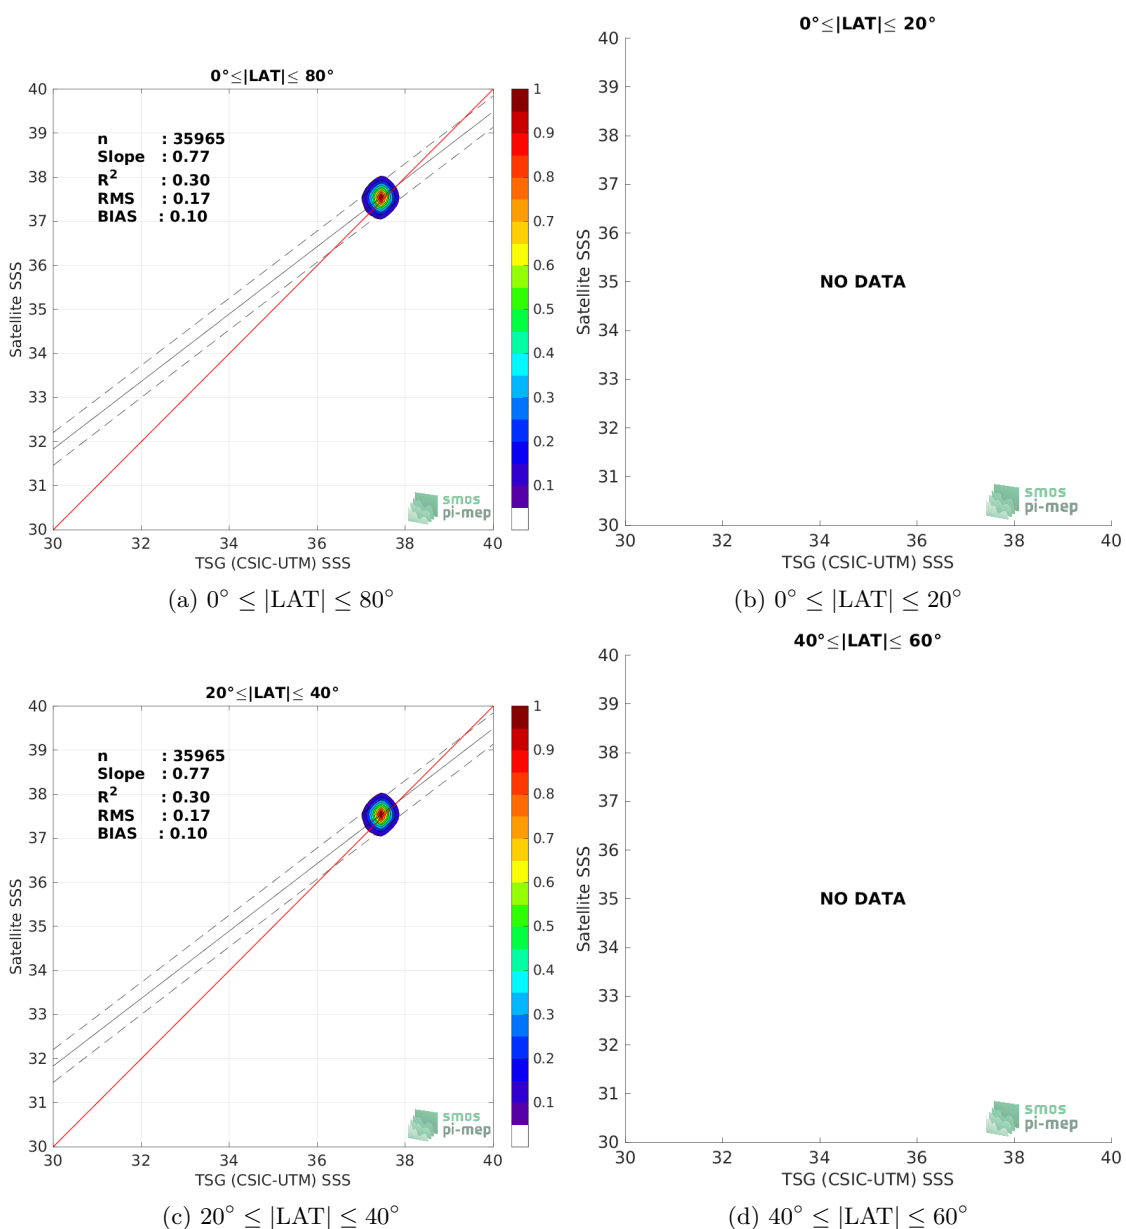 0°≤|LAT|≤ 80°
40
39
38
37
36
35
34
33
32
31
30
n : 35965
Slope : 0.77
R² : 0.30
RMS : 0.17
BIAS : 0.10
1
0.9
0.8
0.7
0.6
0.5
0.4
0.3
0.2
0.1
Satellite SSS
smos
pi-mep
30 32 34 36 38 40
TSG (CSIC-UTM) SSS
(a) 0° ≤ |LAT| ≤ 80°
0°≤|LAT|≤ 20°
40
39
38
37
36
35
34
33
32
31
30
Satellite SSS
NO DATA
smos
pi-mep
30 32 34 36 38 40
TSG (CSIC-UTM) SSS
(b) 0° ≤ |LAT| ≤ 20°
20°≤|LAT|≤ 40°
40
39
38
37
36
35
34
33
32
31
30
n : 35965
Slope : 0.77
R² : 0.30
RMS : 0.17
BIAS : 0.10
1
0.9
0.8
0.7
0.6
0.5
0.4
0.3
0.2
0.1
Satellite SSS
smos
pi-mep
30 32 34 36 38 40
TSG (CSIC-UTM) SSS
(c) 20° ≤ |LAT| ≤ 40°
40°≤|LAT|≤ 60°
40
39
38
37
36
35
34
33
32
31
30
Satellite SSS
NO DATA
smos
pi-mep
30 32 34 36 38 40
TSG (CSIC-UTM) SSS
(d) 40° ≤ |LAT| ≤ 60°